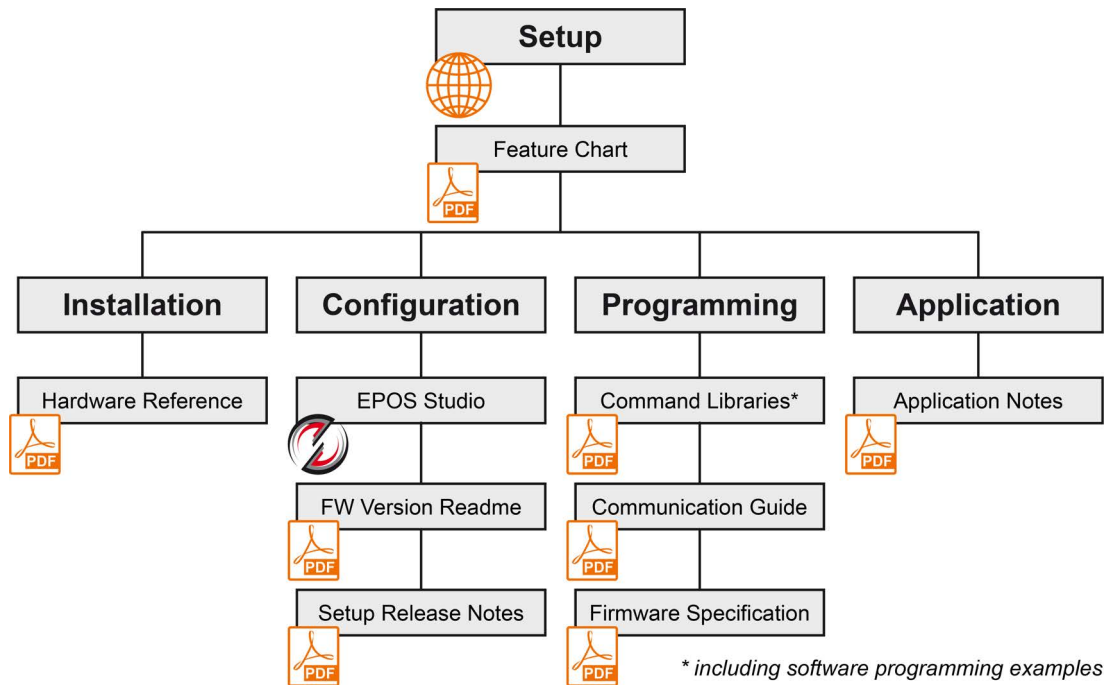 Setup
Feature Chart
PDF
Installation
Configuration
Programming
Application
Hardware Reference
PDF
EPOS Studio
Command Libraries*
PDF
Application Notes
PDF
FW Version Readme
PDF
Communication Guide
PDF
Setup Release Notes
PDF
Firmware Specification
PDF
* including software programming examples